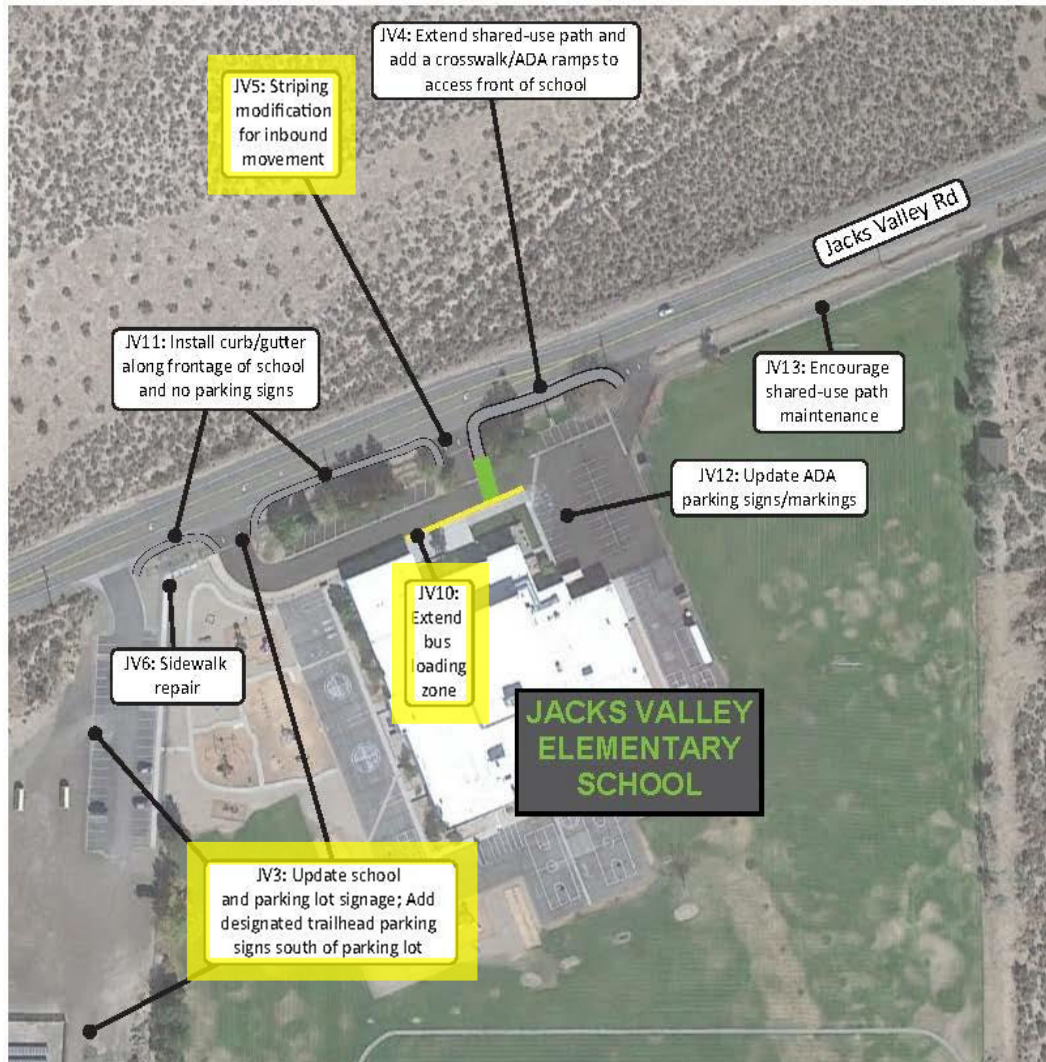 JV4: Extend shared-use path and
add a crosswalk/ADA ramps to
access front of school
JV5: Striping
modification
for inbound
movement
Jacks Valley Rd
JV11: Install curb/gutter
along frontage of school
and no parking signs
JV13: Encourage
shared-use path
maintenance
JV12: Update ADA
parking signs/markings
JV10:
Extend
bus
loading
zone
JV6: Sidewalk
repair
JACKS VALLEY
ELEMENTARY
SCHOOL
JV3: Update school
and parking lot signage; Add
designated trailhead parking
signs south of parking lot